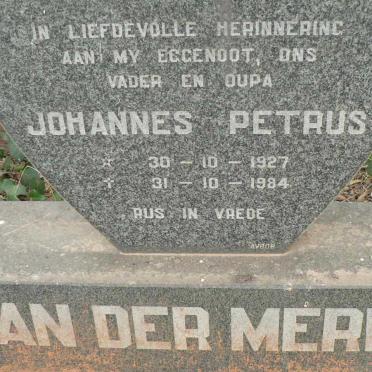 IN LIEFDEVOLLE HERINNERING
AAN MY EGGENOOT, ONS
VADER EN OUPA
JOHANNES PETRUS
☆ 30 - 10 - 1927
✝ 31 - 10 - 1984
RUS IN VREDE
AVBOB
AN DER MER